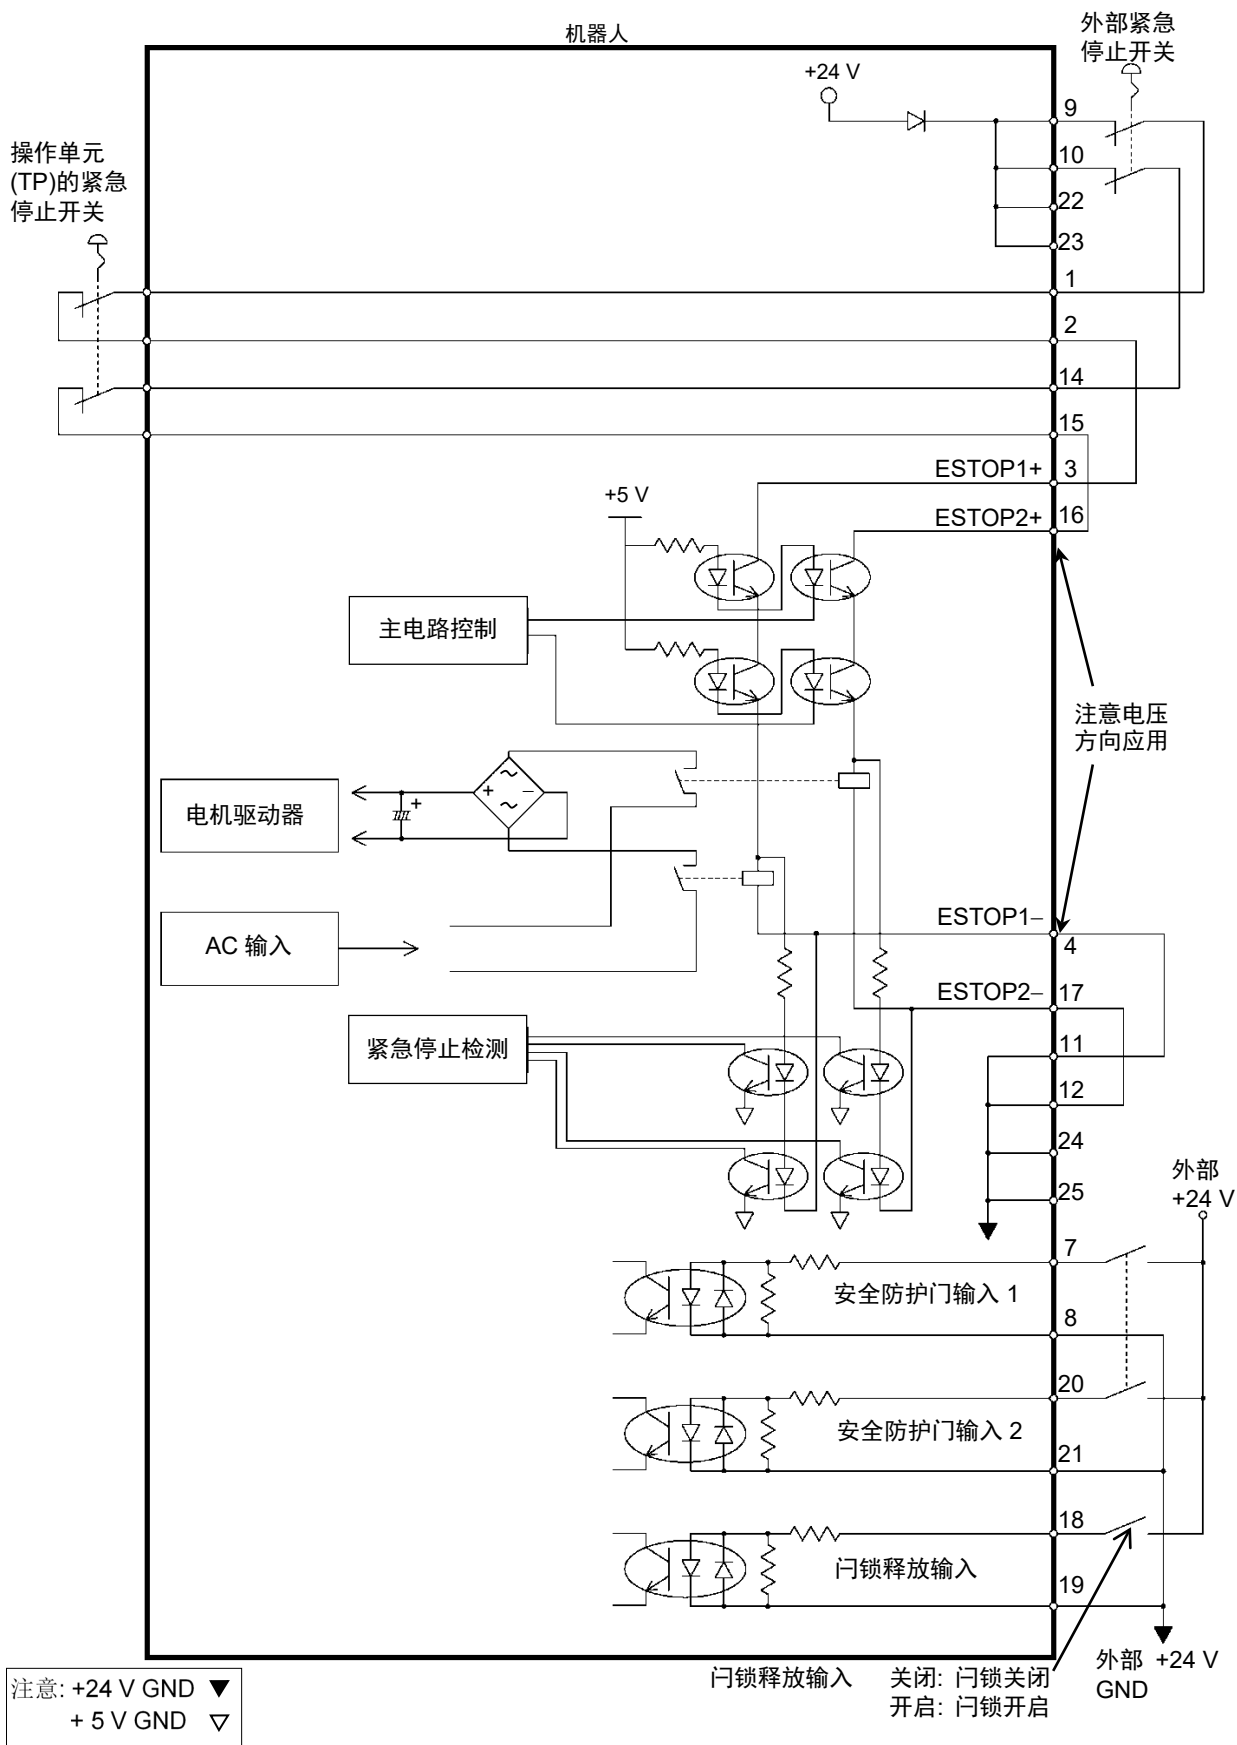 机器人
外部紧急
停止开关
+24 V
9
10
22
23
操作单元
(TP)的紧急
停止开关
1
2
14
15
ESTOP1+ 3
ESTOP2+ 16
+5 V
主电路控制
注意电压
方向应用
电机驱动器
+
−
+
AC 输入
ESTOP1−
4
ESTOP2− 17
紧急停止检测
11
12
24
25
外部
+24 V
7
安全防护门输入 1
8
20
安全防护门输入 2
21
18
闩锁释放输入
19
闩锁释放输入 关闭: 闩锁关闭
开启: 闩锁开启
外部 +24 V
GND
注意: +24 V GND ▼
+ 5 V GND ▽